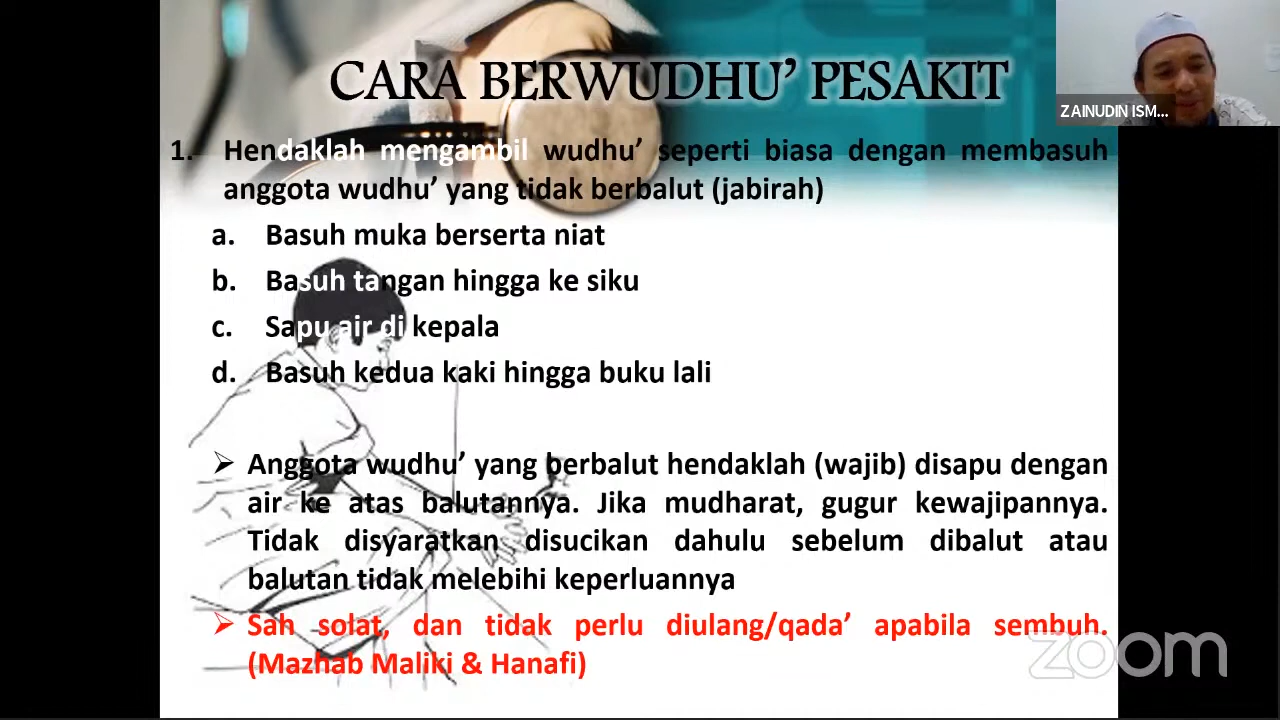 CARA BERWUDHU’ PESAKIT
ZAINUDIN ISM...
1. Hendaklah mengambil wudhu’ seperti biasa dengan membasuh
anggota wudhu’ yang tidak berbalut (jabirah)
a. Basuh muka berserta niat
b. Basuh tangan hingga ke siku
c. Sapu air di kepala
d. Basuh kedua kaki hingga buku lali
➢ Anggota wudhu’ yang berbalut hendaklah (wajib) disapu dengan
air ke atas balutannya. Jika mudharat, gugur kewajipannya.
Tidak disyaratkan disucikan dahulu sebelum dibalut atau
balutan tidak melebihi keperluannya
➢ Sah solat, dan tidak perlu diulang/qada’ apabila sembuh.
(Mazhab Maliki & Hanafi)
zoom